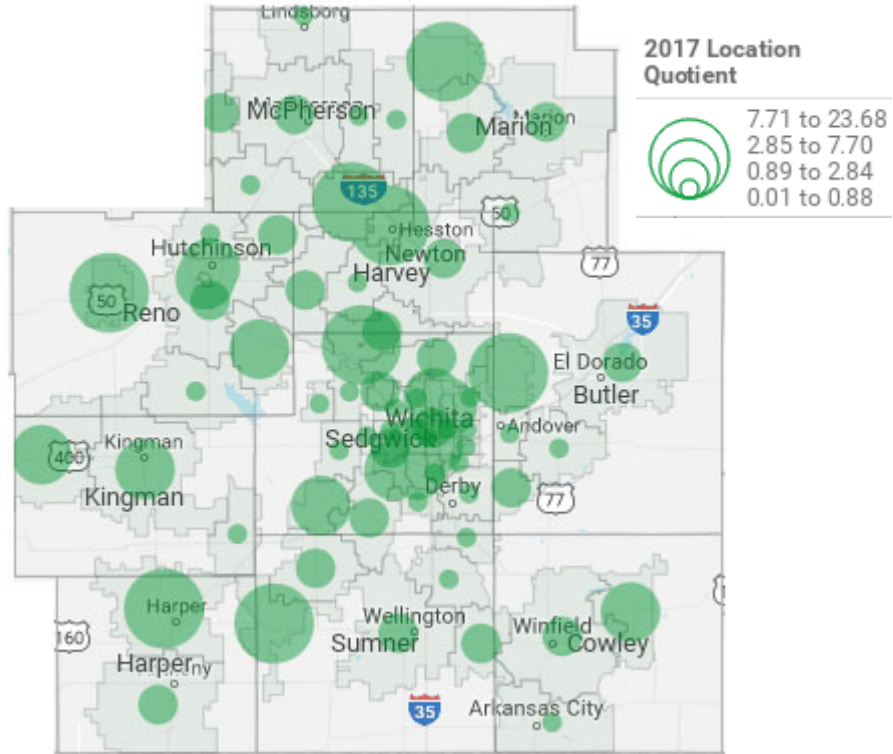 Lindsborg
2017 Location
Quotient
7.71 to 23.68
2.85 to 7.70
0.89 to 2.84
0.01 to 0.88
McPherson
Marion
Marion
135
50
Hesston
Hutchinson
Newton
Harvey
77
50
Reno
35
El Dorado
Butler
Wichita
Andover
Kingman
Sedgwick
400
Kingman
Derby
77
Harper
Wellington
Winfield
160
Sumner
Cowley
Harper
35
Arkansas City